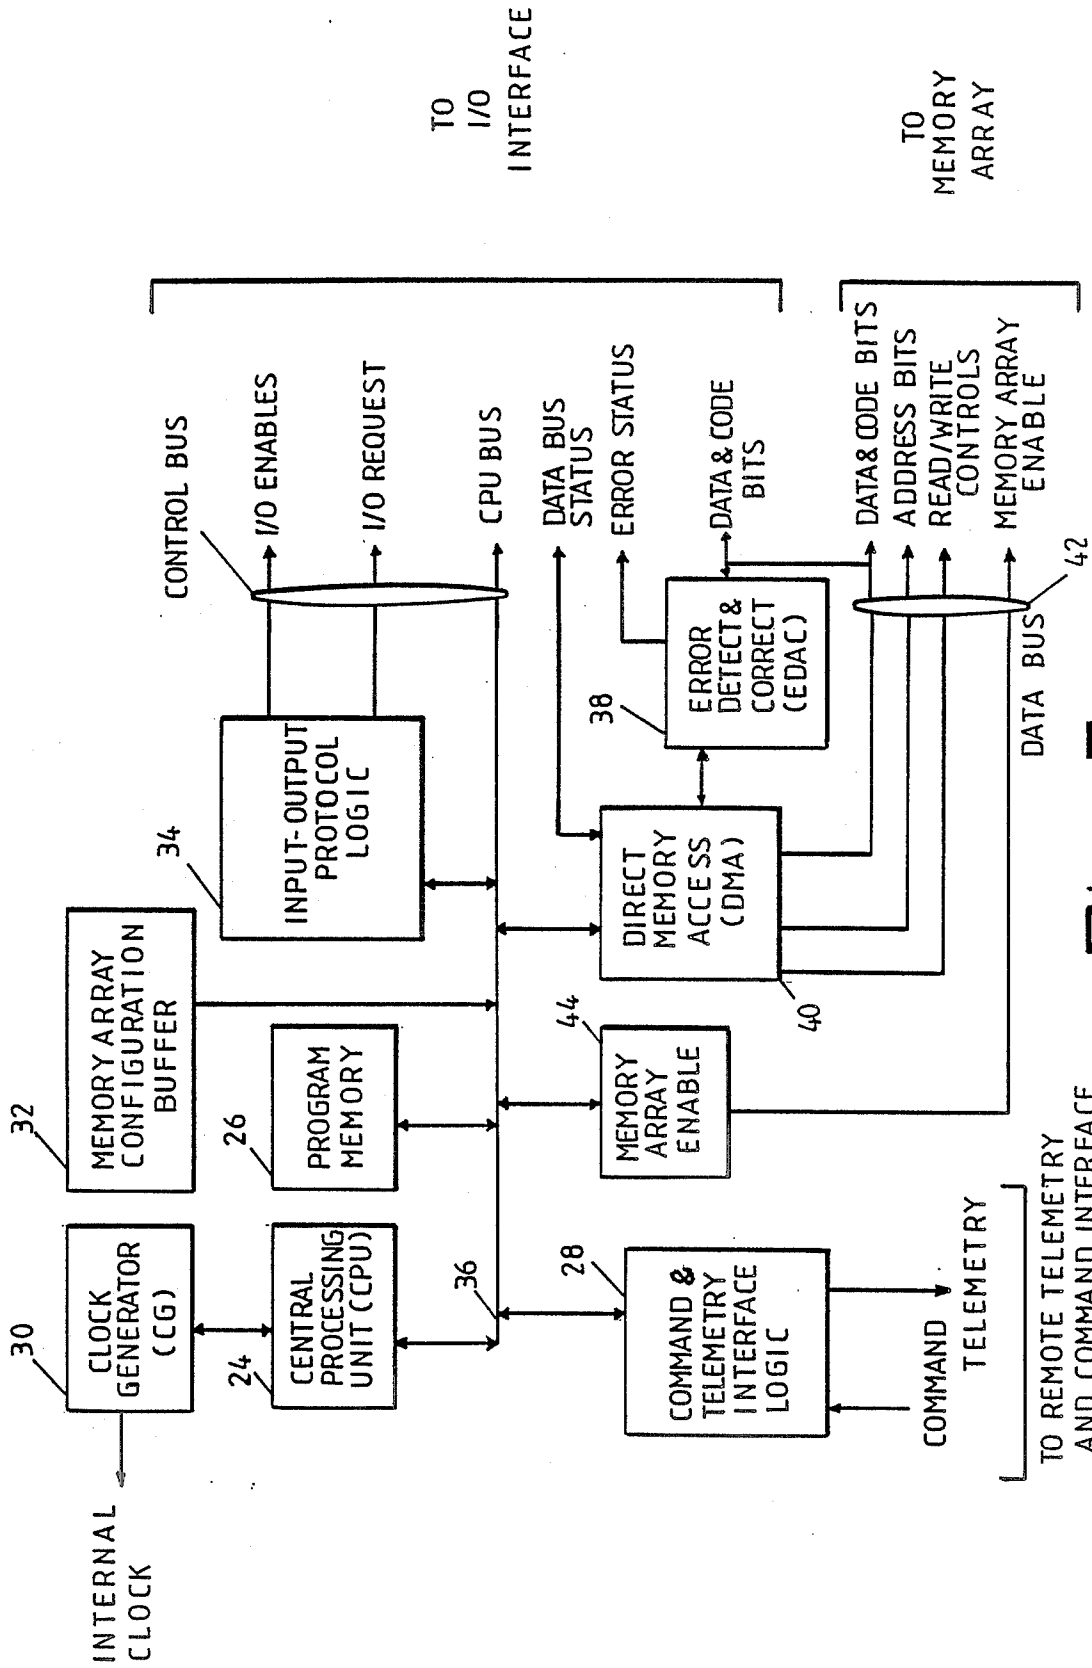 INTERNAL
CLOCK
30
CLOCK
GENERATOR
(CG)
32
MEMORY ARRAY
CONFIGURATION
BUFFER
34
INPUT-OUTPUT
PROTOCOL
LOGIC
CONTROL BUS
I/O ENABLES
I/O REQUEST
CPU BUS
TO
I/O
INTERFACE
24
CENTRAL
PROCESSING
UNIT (CPU)
26
PROGRAM
MEMORY
36
DATA BUS
STATUS
ERROR STATUS
DATA & CODE
BITS
28
COMMAND &
TELEMETRY
INTERFACE
LOGIC
44
MEMORY
ARRAY
ENABLE
DIRECT
MEMORY
ACCESS
(DMA)
40
38
ERROR
DETECT &
CORRECT
(EDAC)
DATA & CODE BITS
ADDRESS BITS
READ/WRITE
CONTROLS
MEMORY ARRAY
ENABLE
TO
MEMORY
ARRAY
COMMAND
TELEMETRY
DATA BUS
42
TO REMOTE TELEMETRY
AND COMMAND INTERFACE